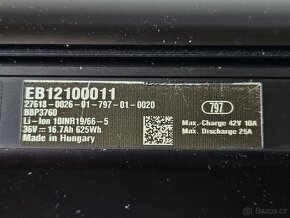 EB12100011
27618-0026-01-797-01-0020
BBP3760
Li-Ion 10INR19/66-5
36V ⎓ 16.7Ah 625Wh
Made in Hungary
797
Max. Charge 42V 10A
Max. Discharge 25A
Bazoš.cz